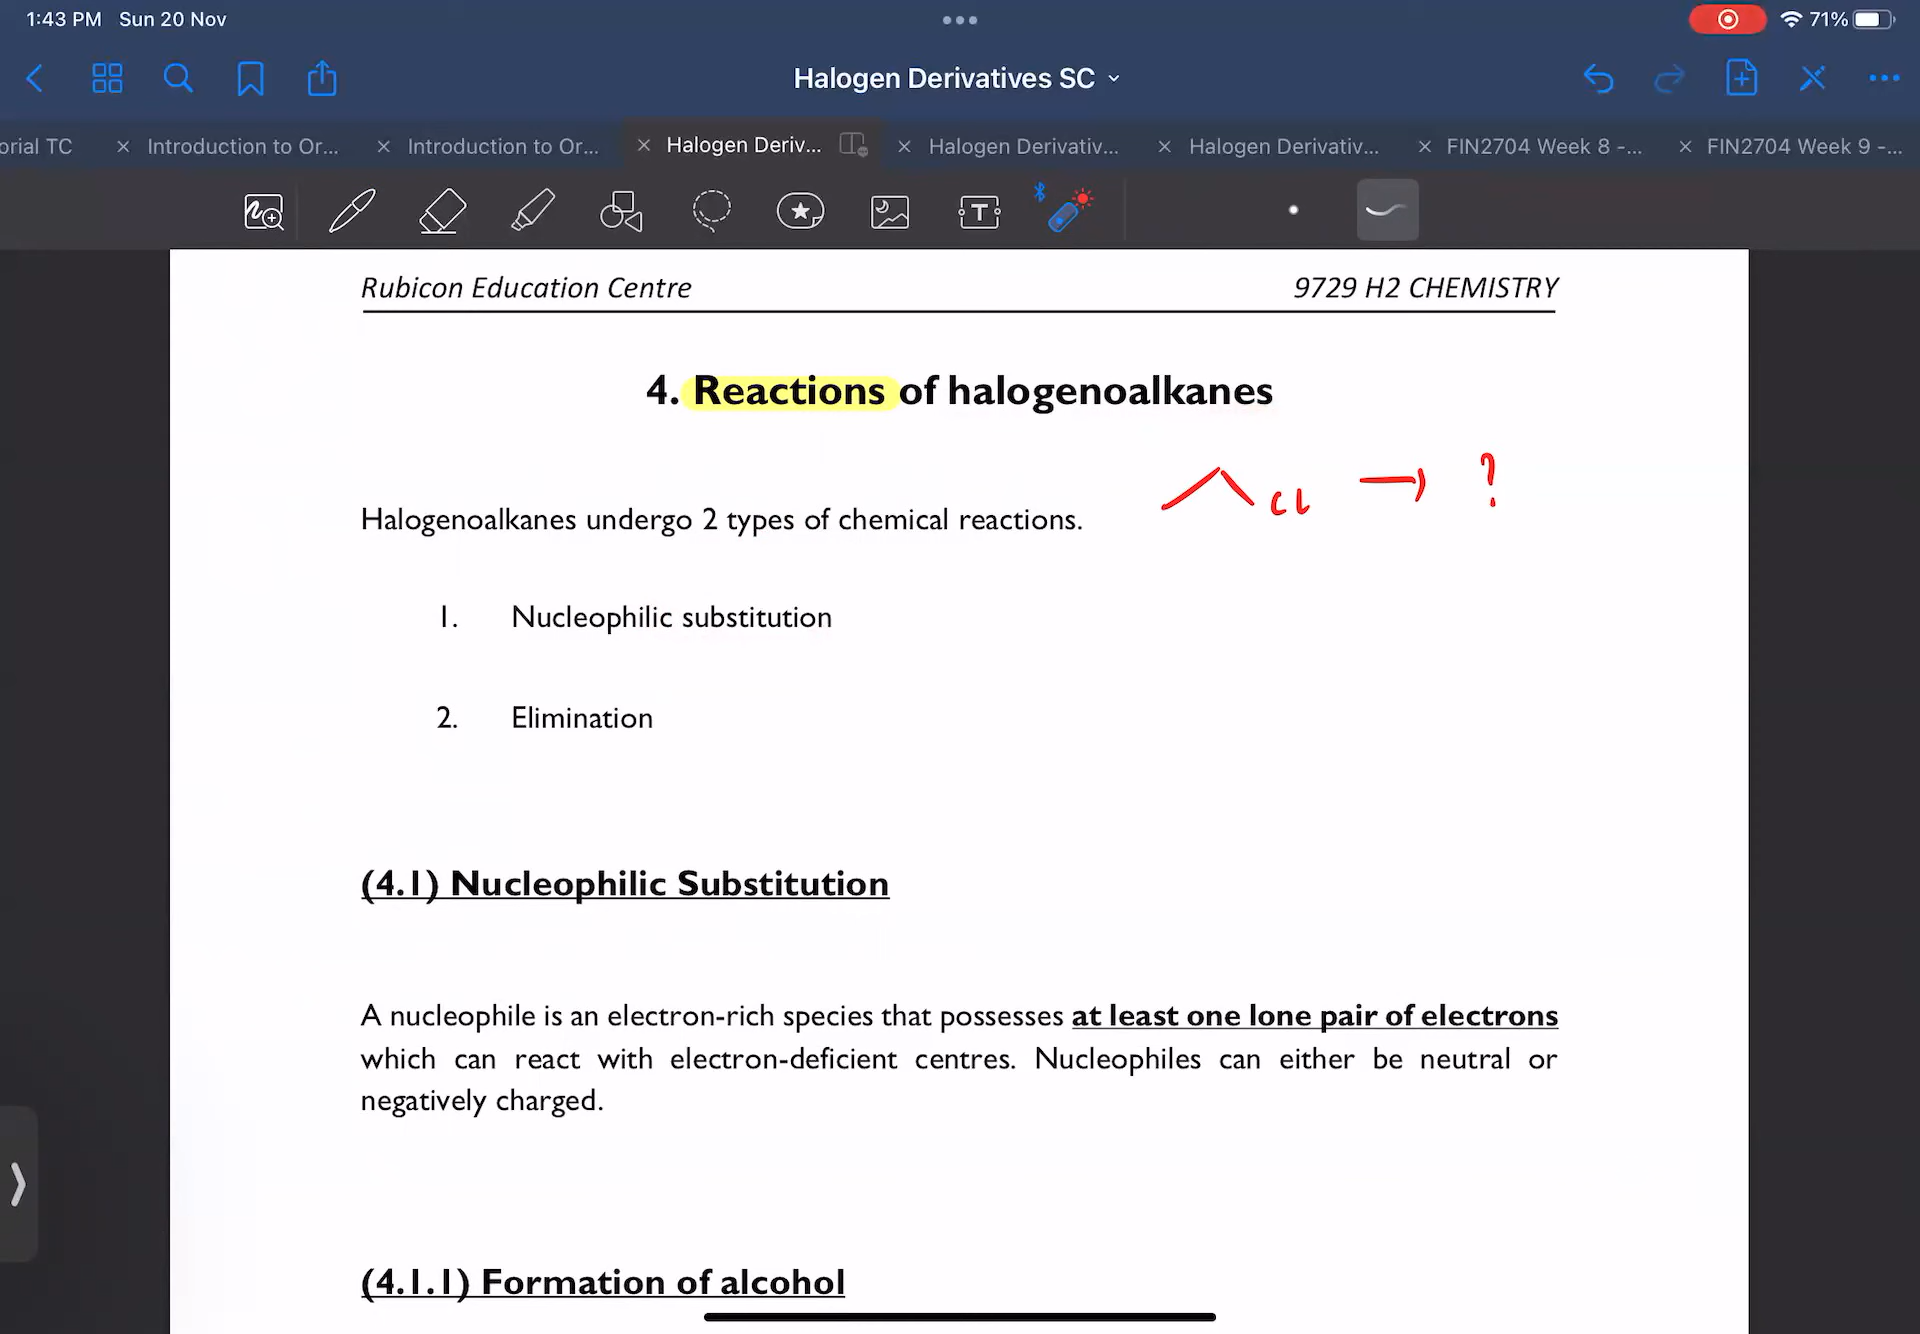 1:43 PM Sun 20 Nov
71%
Halogen Derivatives SC
orial TC
Introduction to Or...
Introduction to Or...
Halogen Deriv...
Halogen Derivativ...
Halogen Derivativ...
FIN2704 Week 8 -...
FIN2704 Week 9 -...
T
Rubicon Education Centre 9729 H2 CHEMISTRY
4. Reactions of halogenoalkanes
Cl → ?
Halogenoalkanes undergo 2 types of chemical reactions.
1. Nucleophilic substitution
2. Elimination
(4.1) Nucleophilic Substitution
A nucleophile is an electron-rich species that possesses at least one lone pair of electrons
which can react with electron-deficient centres. Nucleophiles can either be neutral or
negatively charged.
(4.1.1) Formation of alcohol